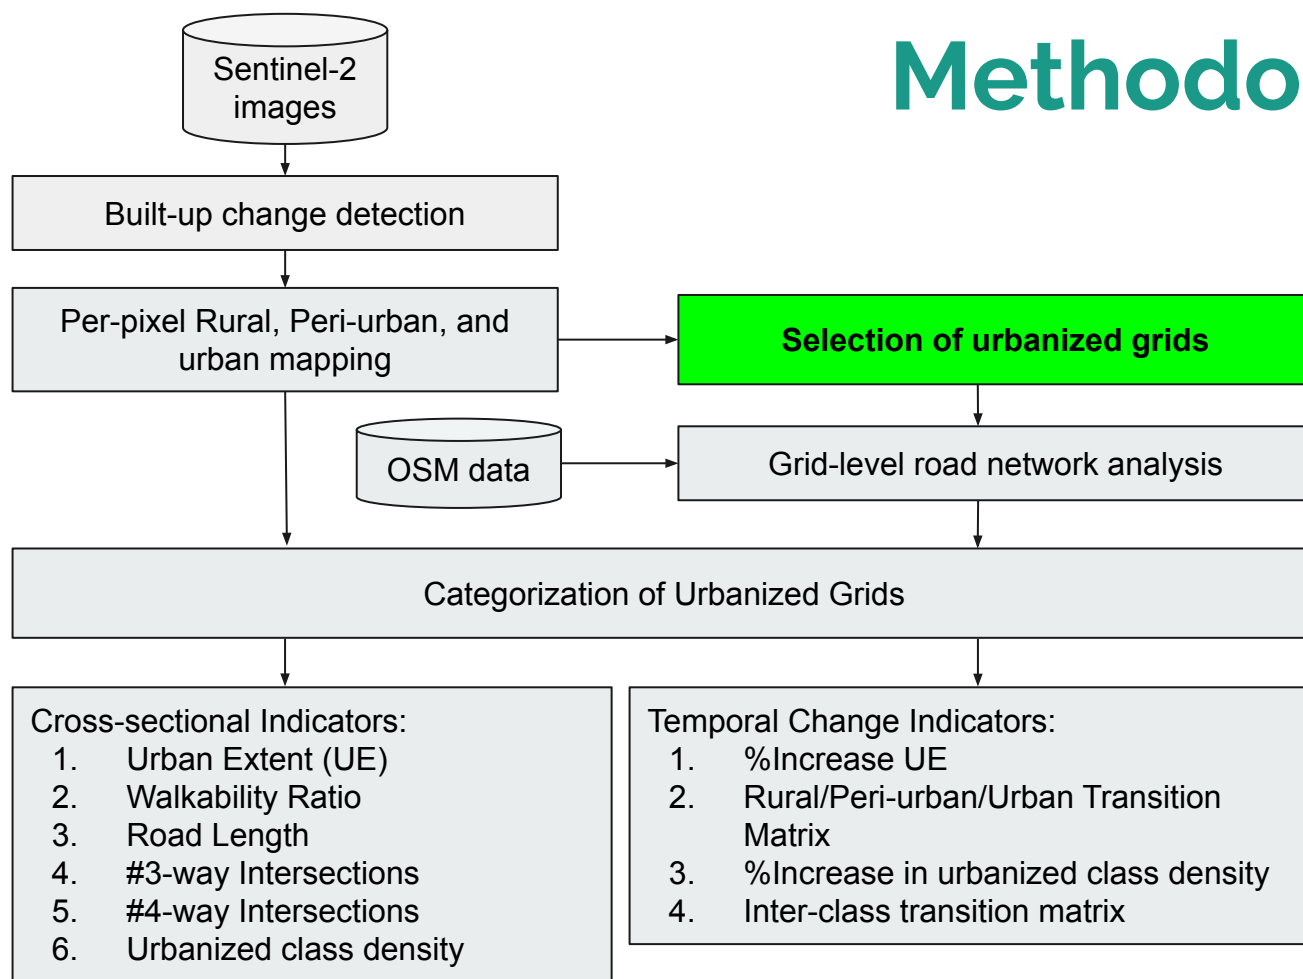 Methodo
Sentinel-2
images
Built-up change detection
Per-pixel Rural, Peri-urban, and
urban mapping
Selection of urbanized grids
OSM data
Grid-level road network analysis
Categorization of Urbanized Grids
Cross-sectional Indicators:
1. Urban Extent (UE)
2. Walkability Ratio
3. Road Length
4. #3-way Intersections
5. #4-way Intersections
6. Urbanized class density
Temporal Change Indicators:
1. %Increase UE
2. Rural/Peri-urban/Urban Transition
Matrix
3. %Increase in urbanized class density
4. Inter-class transition matrix